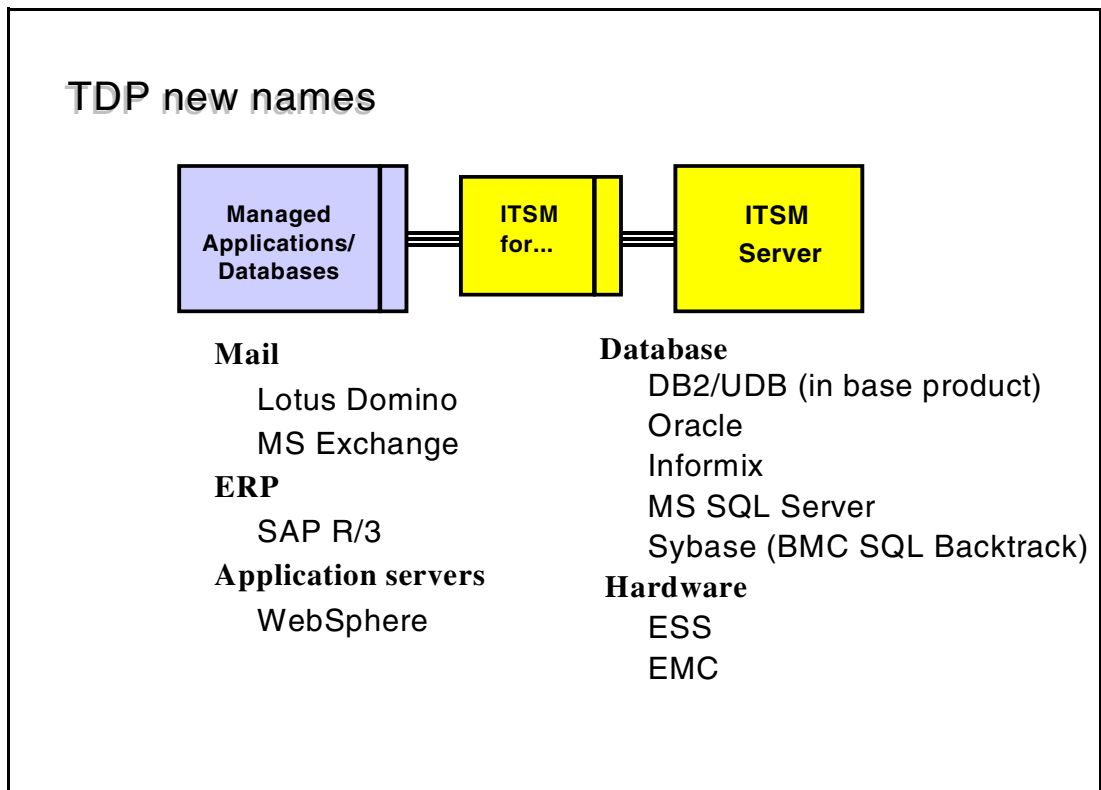 TDP new names
Managed
Applications/
Databases
ITSM
for...
ITSM
Server
Mail
Lotus Domino
MS Exchange
ERP
SAP R/3
Application servers
WebSphere
Database
DB2/UDB (in base product)
Oracle
Informix
MS SQL Server
Sybase (BMC SQL Backtrack)
Hardware
ESS
EMC